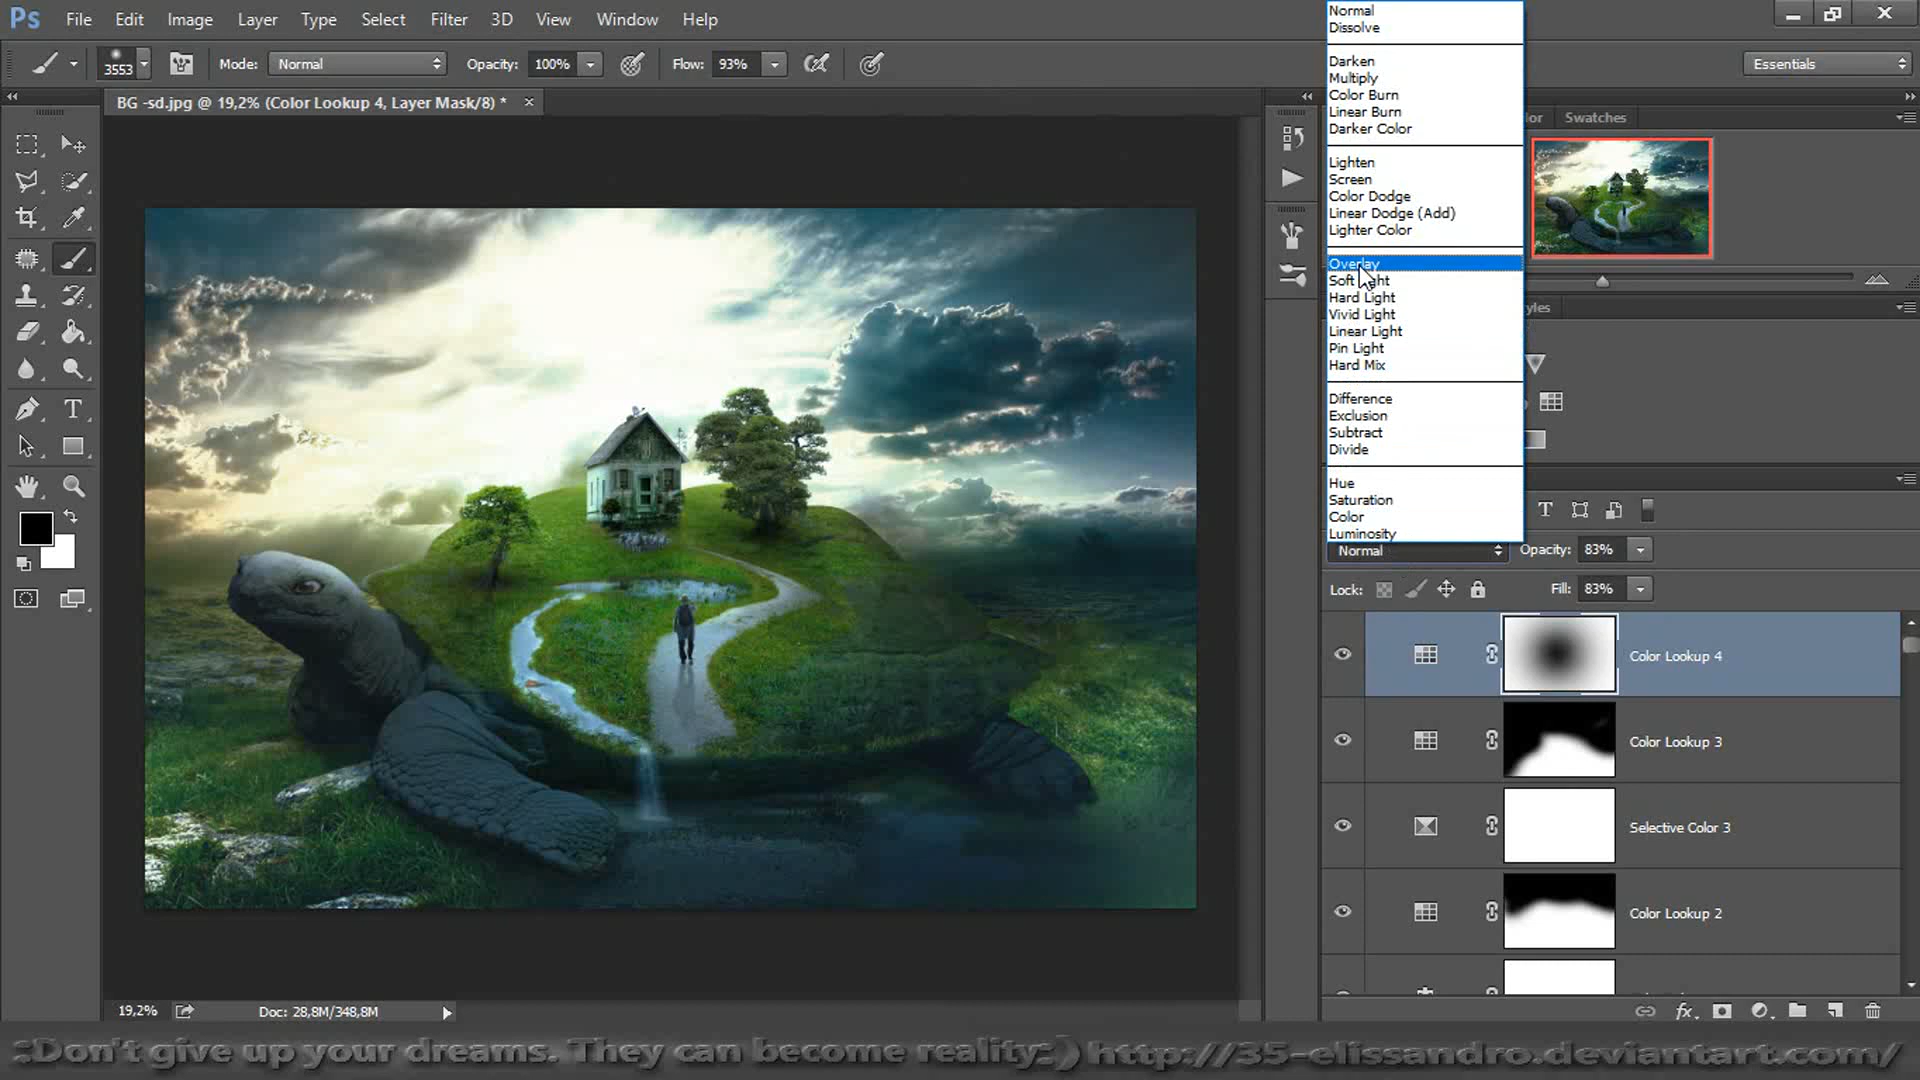 Ps File Edit Image Layer Type Select Filter 3D View Window Help
3553 Mode: Normal Opacity: 100% Flow: 93% Essentials
BG -sd.jpg @ 19,2% (Color Lookup 4, Layer Mask/8) *
Normal
Dissolve
Darken
Multiply
Color Burn
Linear Burn
Darker Color
Lighten
Screen
Color Dodge
Linear Dodge (Add)
Lighter Color
Overlay
Soft Light
Hard Light
Vivid Light
Linear Light
Pin Light
Hard Mix
Difference
Exclusion
Subtract
Divide
Hue
Saturation
Color
Luminosity
lor Swatches
yles
Normal Opacity: 83%
Lock: Fill: 83%
Color Lookup 4
Color Lookup 3
Selective Color 3
Color Lookup 2
19,2% Doc: 28,8M/348,8M
::Don't give up your dreams. They can become reality:;) http://35-elissandro.deviantart.com/